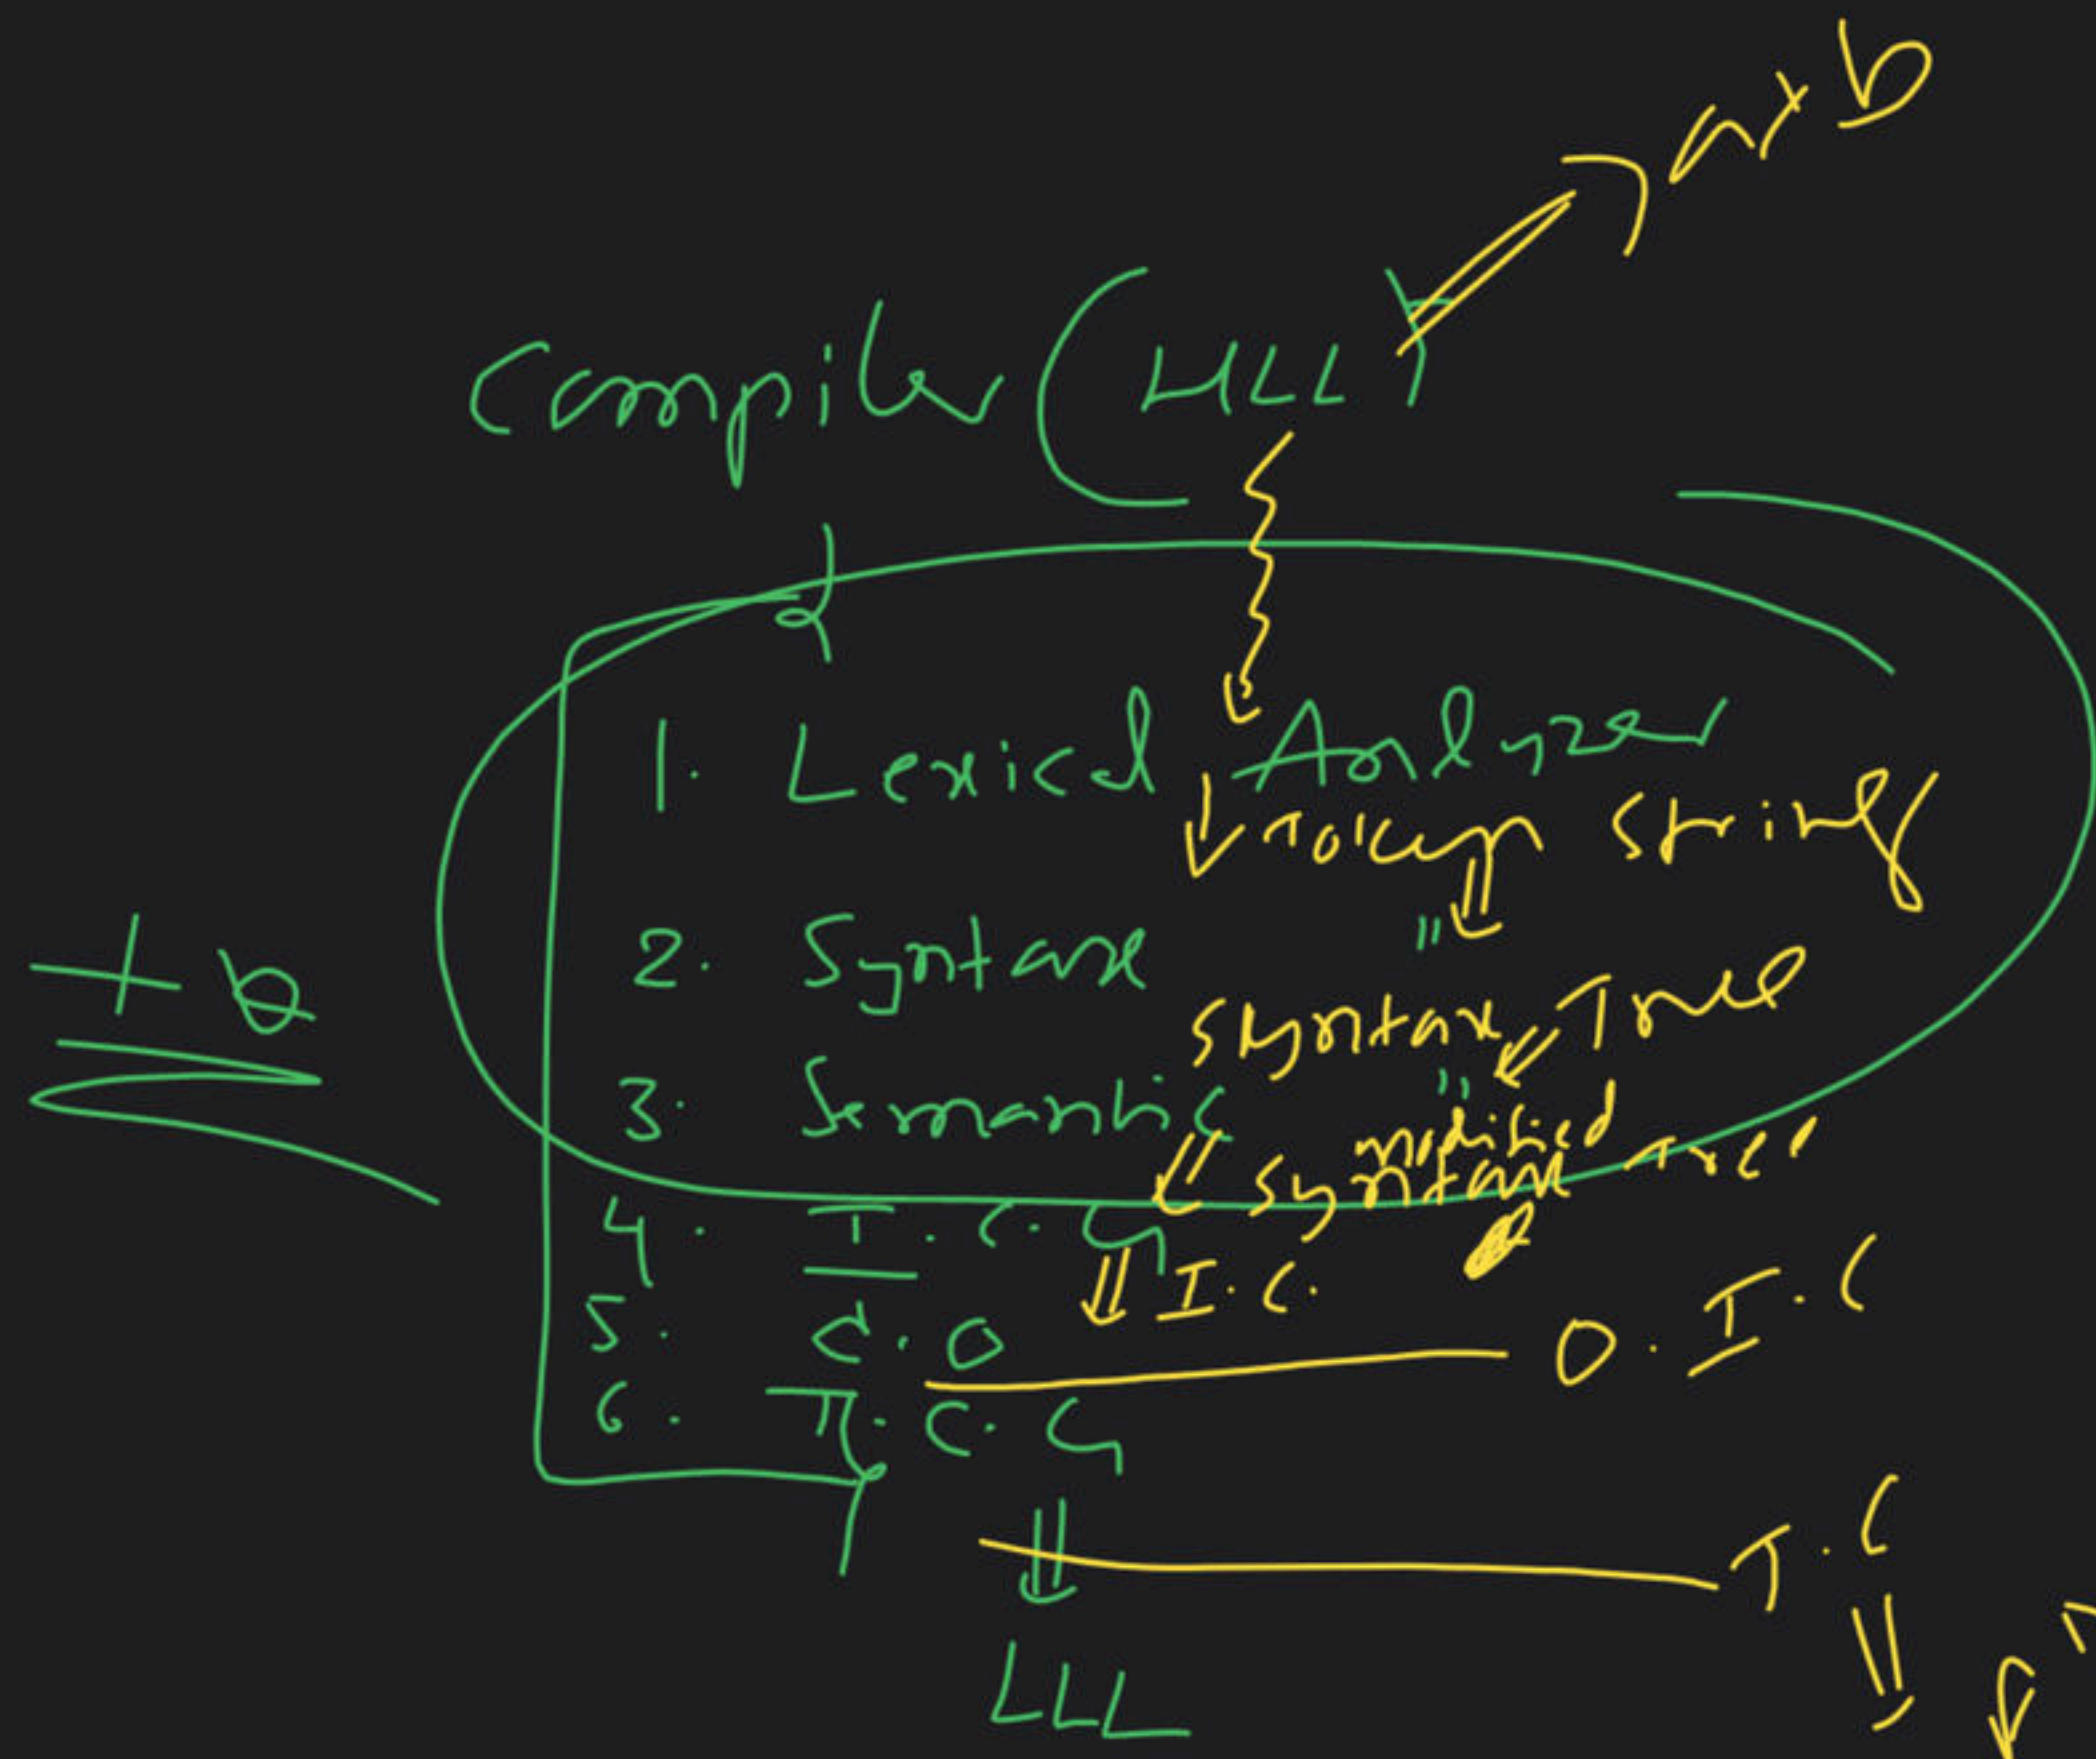 a+b
Compiler (HLL)
1. Lexical Analyzer
Token String
2. Syntax "
Syntax Tree
3. Semantic "
modified
Syntax Tree
4. I.C.G
I.C.
5. C.O
O.I.C
6. T.C.G
T.C
LLL